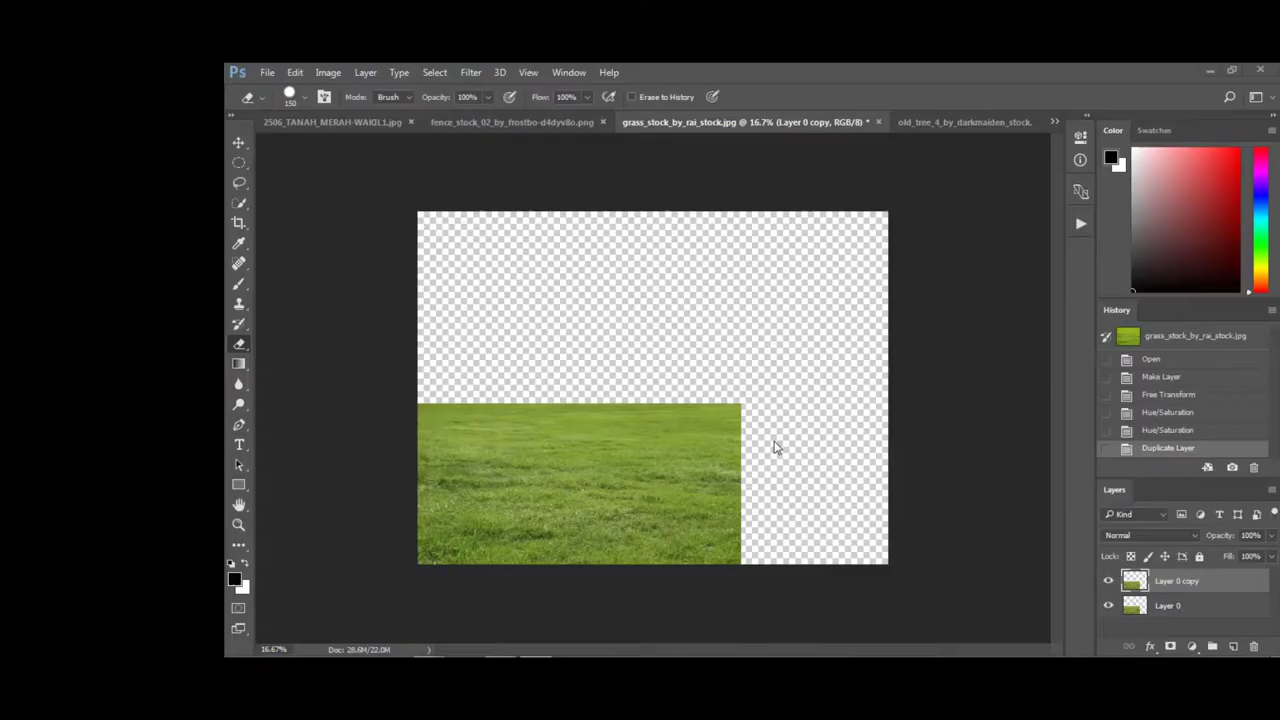 Ps File Edit Image Layer Type Select Filter 3D View Window Help
150 Mode: Brush Opacity: 100% Flow: 100% Erase to History
2506_TANAH_MERAH-WAKIL1.jpg fence_stock_02_by_frostbo-d4dyv8o.png grass_stock_by_rai_stock.jpg @ 16.7% (Layer 0 copy, RGB/8) * old_tree_4_by_darkmaiden_stock.
Color Swatches
History
grass_stock_by_rai_stock.jpg
Open
Make Layer
Free Transform
Hue/Saturation
Hue/Saturation
Duplicate Layer
Layers
Kind
Normal Opacity: 100%
Lock: Fill: 100%
Layer 0 copy
Layer 0
16.67% Doc: 28.6M/22.0M